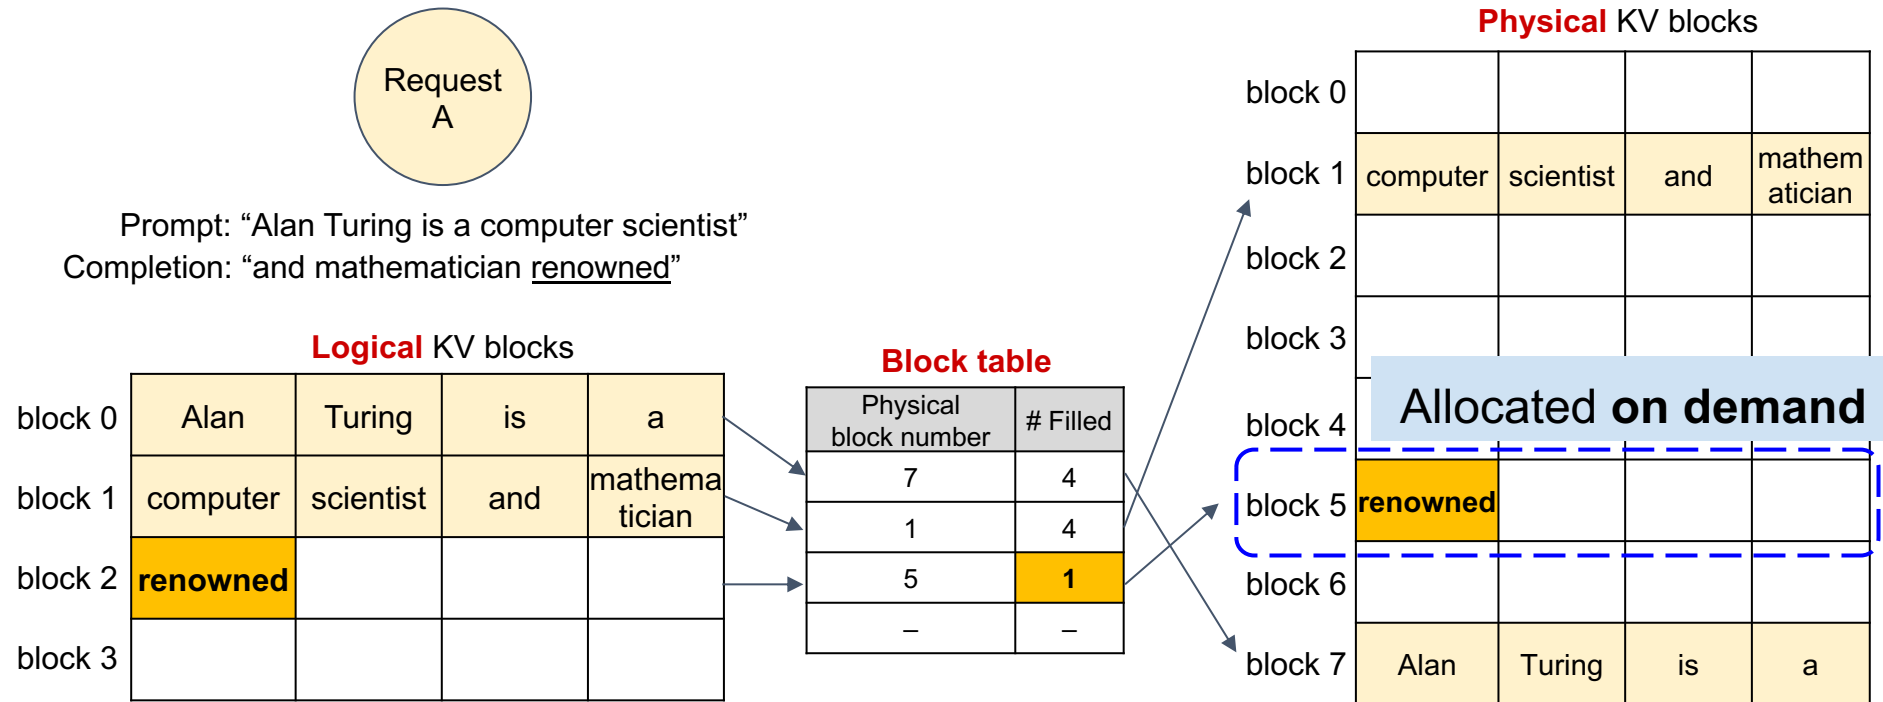 Request
A
Prompt: “Alan Turing is a computer scientist”
Completion: “and mathematician renowned”
Logical KV blocks
block 0 Alan Turing is a
block 1 computer scientist and mathema
tician
block 2 renowned
block 3
Block table
Physical
block number # Filled
7 4
1 4
5 1
– –
Physical KV blocks
block 0
block 1 computer scientist and mathem
atician
block 2
block 3
Allocated on demand
block 4
block 5 renowned
block 6
block 7 Alan Turing is a